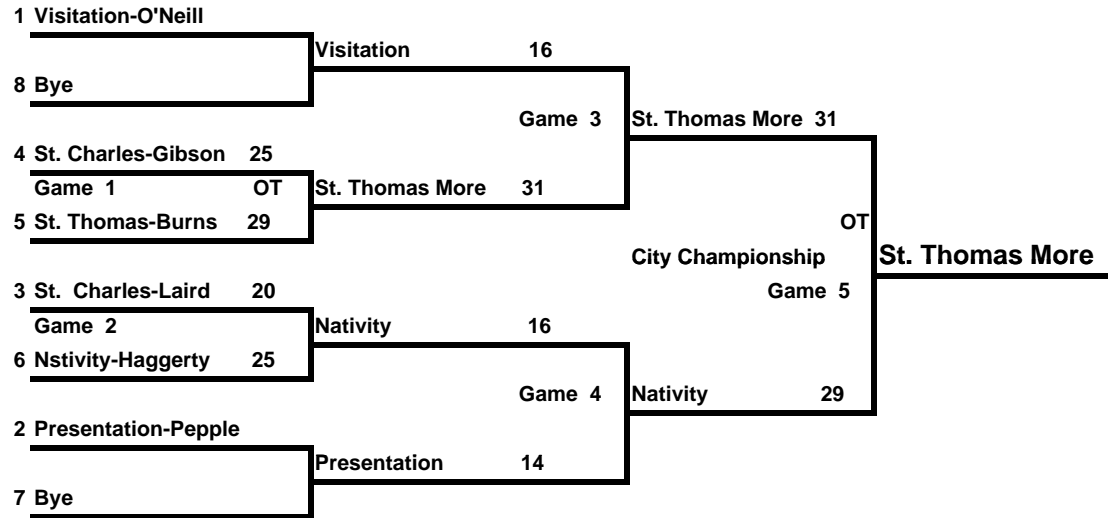 1 Visitation-O'Neill
Visitation 16
8 Bye
Game 3 St. Thomas More 31
4 St. Charles-Gibson 25
Game 1 OT St. Thomas More 31
5 St. Thomas-Burns 29 OT
City Championship St. Thomas More
3 St. Charles-Laird 20 Game 5
Game 2 Nativity 16
6 Nstivity-Haggerty 25
Game 4 Nativity 29
2 Presentation-Pepple
Presentation 14
7 Bye